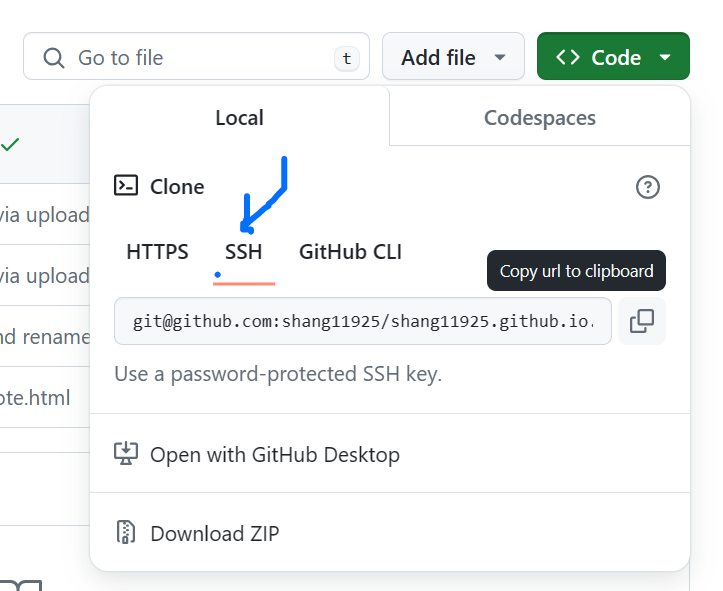 Go to file t Add file Code
Local Codespaces
Clone
via upload
HTTPS SSH GitHub CLI
via upload Copy url to clipboard
git@github.com:shang11925/shang11925.github.io.
nd rename
Use a password-protected SSH key.
ote.html
Open with GitHub Desktop
Download ZIP